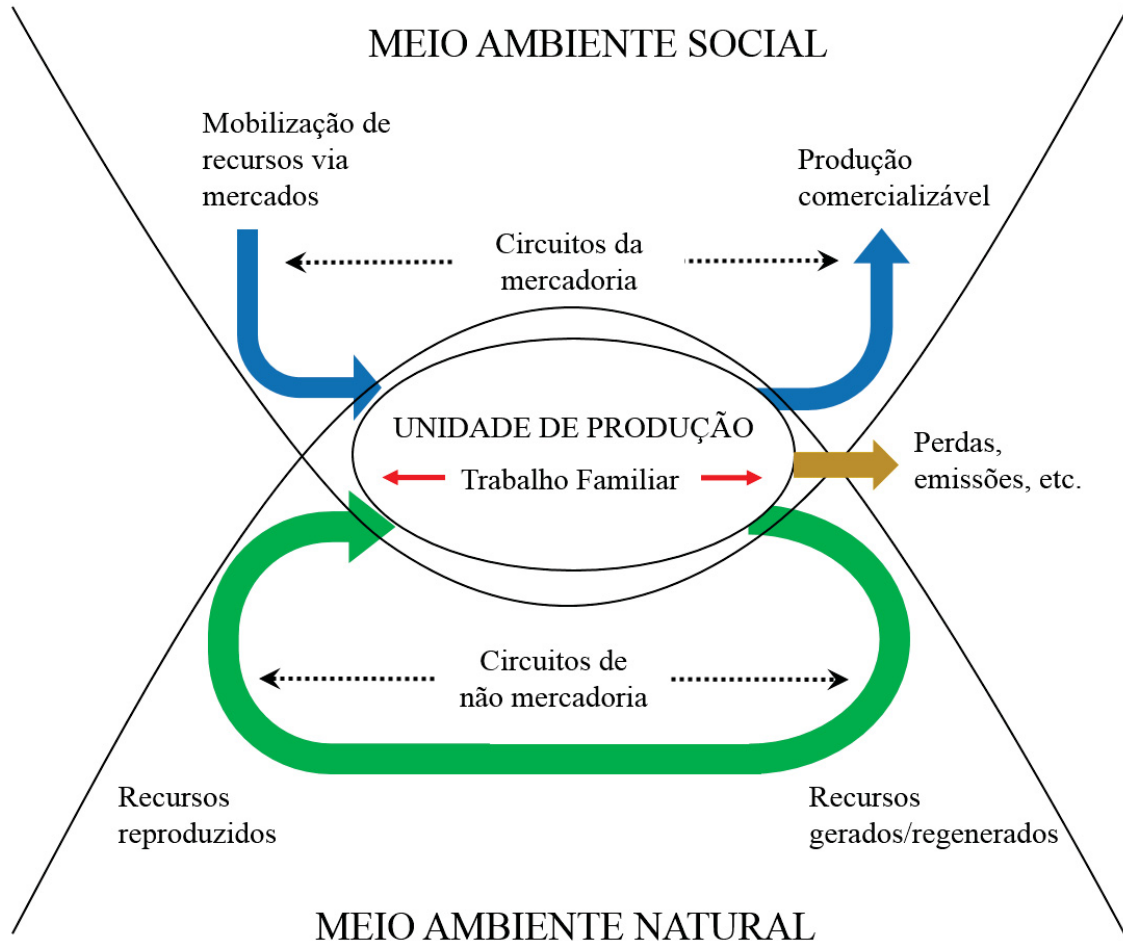 MEIO AMBIENTE SOCIAL
Mobilização de
recursos via
mercados
Produção
comercializável
Circuitos da
mercadoria
UNIDADE DE PRODUÇÃO
Trabalho Familiar
Perdas,
emissões, etc.
Circuitos de
não mercadoria
Recursos
reproduzidos
Recursos
gerados/regenerados
MEIO AMBIENTE NATURAL